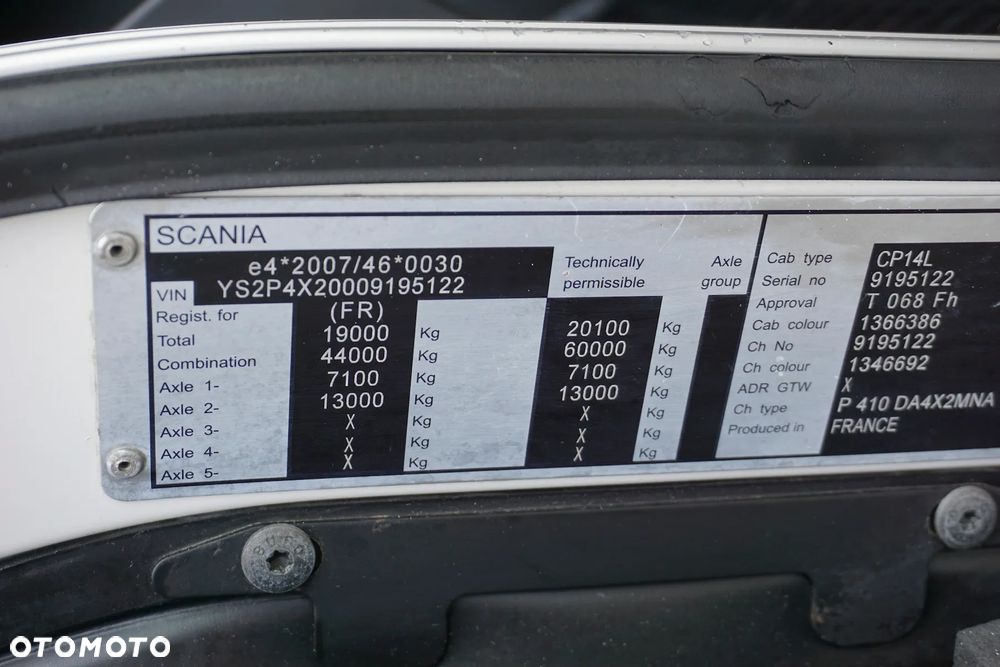 SCANIA
e4*2007/46*0030
VIN YS2P4X20009195122
Regist. for (FR)
Total 19000 Kg 20100 Kg
Combination 44000 Kg 60000 Kg
Axle 1- 7100 Kg 7100 Kg
Axle 2- 13000 Kg 13000 Kg
Axle 3- X Kg X Kg
Axle 4- X Kg X Kg
Axle 5- X Kg X Kg
Technically permissible
Axle group
Cab type CP14L
Serial no 9195122
Approval T 068 Fh
Cab colour 1366386
Ch No 9195122
Ch colour 1346692
ADR GTW X
Ch type P 410 DA4X2MNA
Produced in FRANCE
OTOMOTO